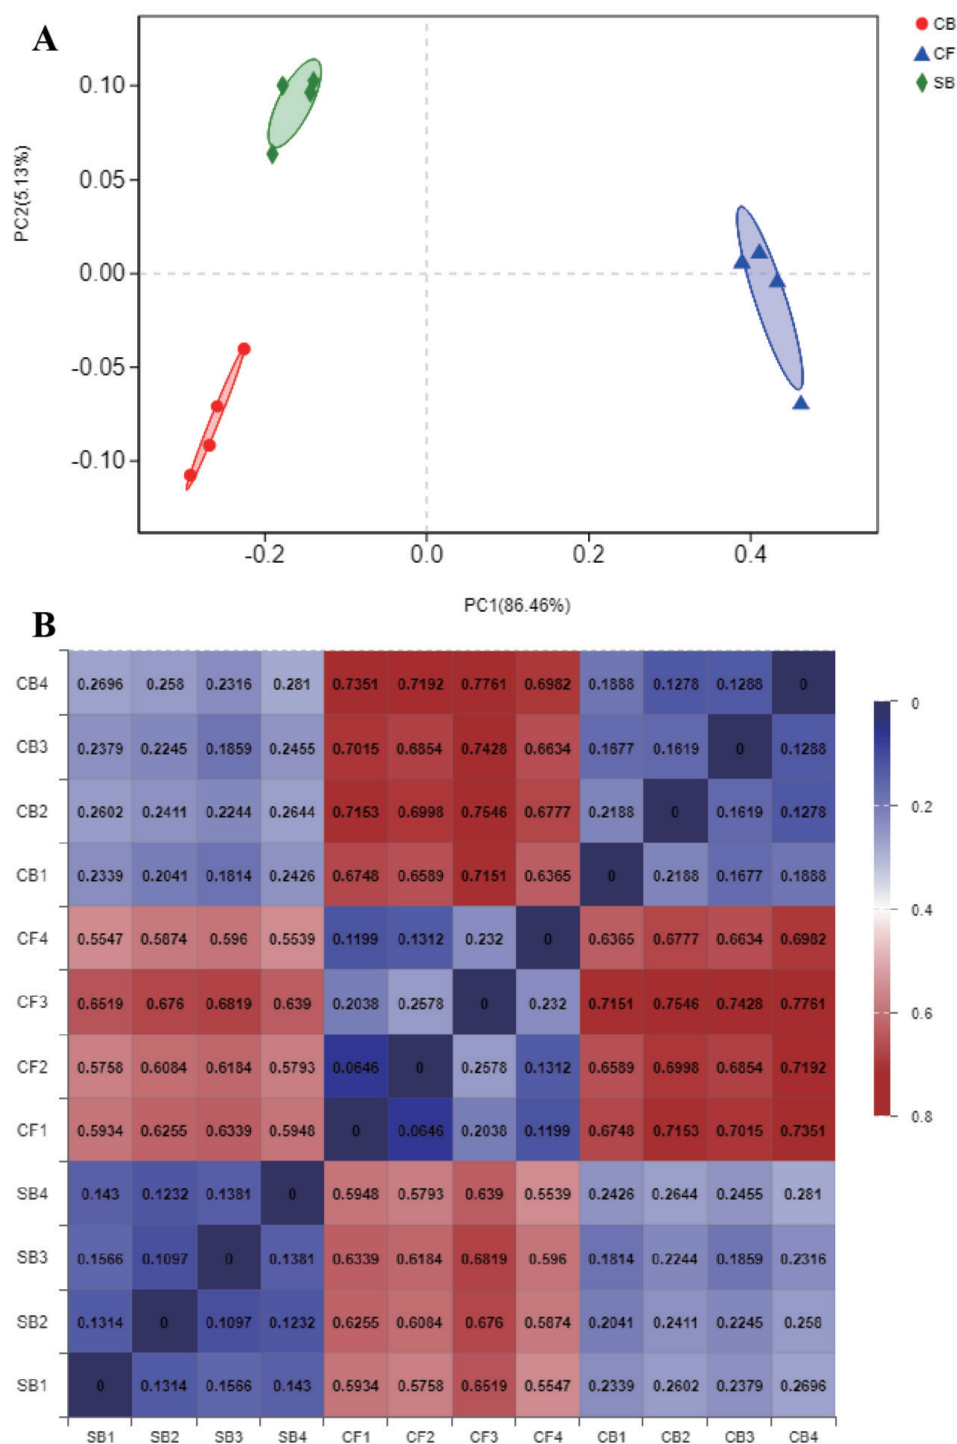 A
CB
CF
SB
0.10
0.05
0.00
-0.05
-0.10
PC2(5.13%)
-0.2 0.0 0.2 0.4
PC1(86.46%)
B
CB4 0.2696 0.258 0.2316 0.281 0.7351 0.7192 0.7761 0.6982 0.1888 0.1278 0.1288 0
CB3 0.2379 0.2245 0.1859 0.2455 0.7015 0.6854 0.7428 0.6634 0.1677 0.1619 0 0.1288
CB2 0.2602 0.2411 0.2244 0.2644 0.7153 0.6998 0.7546 0.6777 0.2188 0 0.1619 0.1278
CB1 0.2339 0.2041 0.1814 0.2426 0.6748 0.6589 0.7151 0.6365 0 0.2188 0.1677 0.1888
CF4 0.5547 0.5874 0.596 0.5539 0.1199 0.1312 0.232 0 0.6365 0.6777 0.6634 0.6982
CF3 0.6519 0.676 0.6819 0.639 0.2038 0.2578 0 0.232 0.7151 0.7546 0.7428 0.7761
CF2 0.5758 0.6084 0.6184 0.5793 0.0646 0 0.2578 0.1312 0.6589 0.6998 0.6854 0.7192
CF1 0.5934 0.6255 0.6339 0.5948 0 0.0646 0.2038 0.1199 0.6748 0.7153 0.7015 0.7351
SB4 0.143 0.1232 0.1381 0 0.5948 0.5793 0.639 0.5539 0.2426 0.2644 0.2455 0.281
SB3 0.1566 0.1097 0 0.1381 0.6339 0.6184 0.6819 0.596 0.1814 0.2244 0.1859 0.2316
SB2 0.1314 0 0.1097 0.1232 0.6255 0.6084 0.676 0.5874 0.2041 0.2411 0.2245 0.258
SB1 0 0.1314 0.1566 0.143 0.5934 0.5758 0.6519 0.5547 0.2339 0.2602 0.2379 0.2696
SB1 SB2 SB3 SB4 CF1 CF2 CF3 CF4 CB1 CB2 CB3 CB4
0
0.2
0.4
0.6
0.8